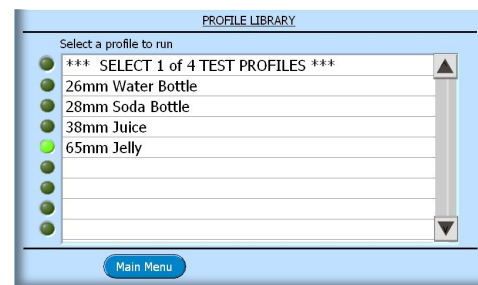 PROFILE LIBRARY
Select a profile to run
*** SELECT 1 of 4 TEST PROFILES ***
26mm Water Bottle
28mm Soda Bottle
38mm Juice
65mm Jelly
Main Menu